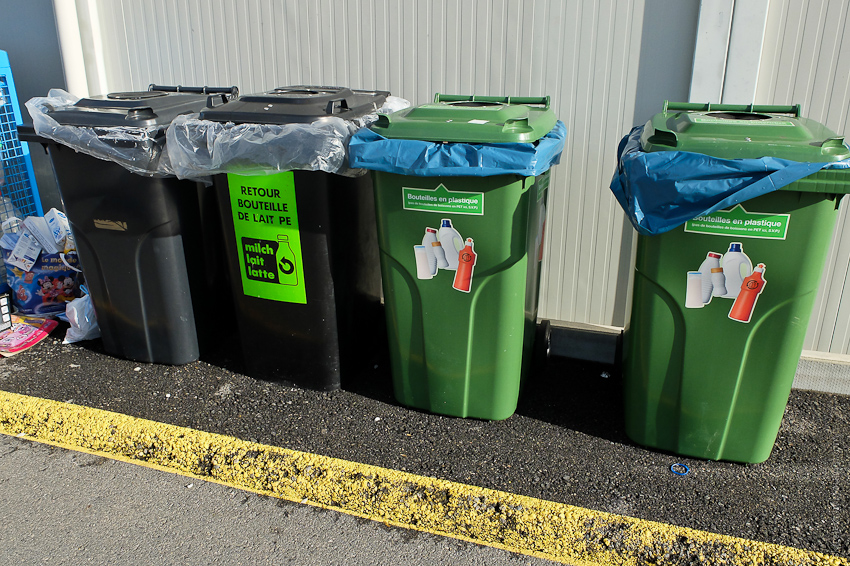 RETOUR
BOUTEILLE
DE LAIT PE
milch
lait
latte
Bouteilles en plastique
Bouteilles en plastique